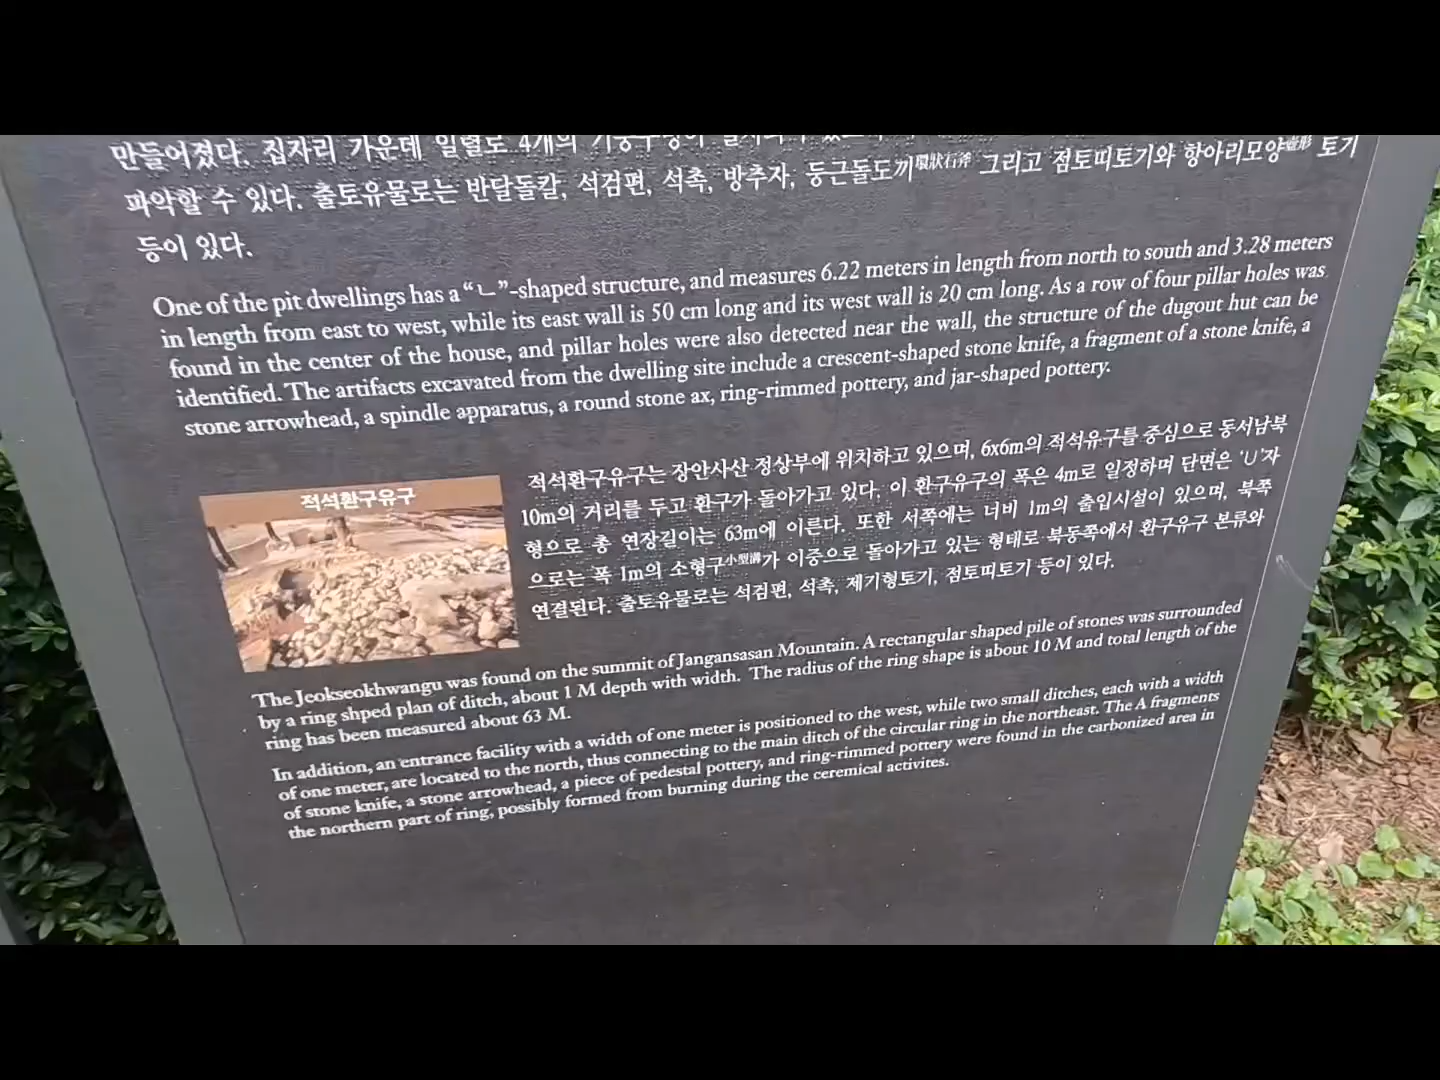 만들어졌다. 집자리 가운데 일렬로 4개의
파악할 수 있다. 출토유물로는 반달돌칼, 석검편, 석촉, 방추자, 둥근돌도끼環狀石斧 그리고 점토띠토기와 항아리모양壺形 토기
등이 있다.
One of the pit dwellings has a “ㄴ”-shaped structure, and measures 6.22 meters in length from north to south and 3.28 meters
in length from east to west, while its east wall is 50 cm long and its west wall is 20 cm long. As a row of four pillar holes was
found in the center of the house, and pillar holes were also detected near the wall, the structure of the dugout hut can be
identified. The artifacts excavated from the dwelling site include a crescent-shaped stone knife, a fragment of a stone knife, a
stone arrowhead, a spindle apparatus, a round stone ax, ring-rimmed pottery, and jar-shaped pottery.
적석환구유구
적석환구유구는 장안사산 정상부에 위치하고 있으며, 6x6m의 적석유구를 중심으로 동서남북
10m의 거리를 두고 환구가 돌아가고 있다. 이 환구유구의 폭은 4m로 일정하며 단면은 ‘U’자
형으로 총 연장길이는 63m에 이른다. 또한 서쪽에는 너비 1m의 출입시설이 있으며, 북쪽
으로는 폭 1m의 소형구小型溝가 이중으로 돌아가고 있는 형태로 북동쪽에서 환구유구 본류와
연결된다. 출토유물로는 석검편, 석촉, 제기형토기, 점토띠토기 등이 있다.
The Jeokseokhwangu was found on the summit of Jangansasan Mountain. A rectangular shaped pile of stones was surrounded
by a ring shped plan of ditch, about 1 M depth with width. The radius of the ring shape is about 10 M and total length of the
ring has been measured about 63 M.
In addition, an entrance facility with a width of one meter is positioned to the west, while two small ditches, each with a width
of one meter, are located to the north, thus connecting to the main ditch of the circular ring in the northeast. The A fragments
of stone knife, a stone arrowhead, a piece of pedestal pottery, and ring-rimmed pottery were found in the carbonized area in
the northern part of ring, possibly formed from burning during the ceremical activites.